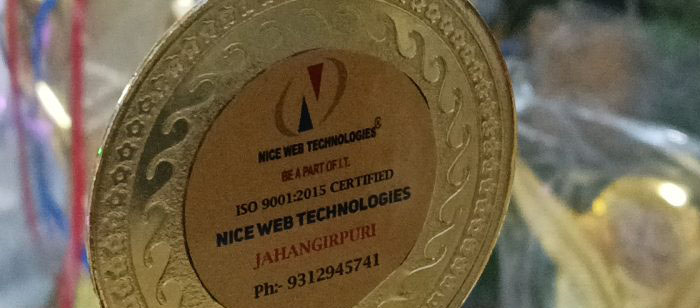 NICE WEB TECHNOLOGIES®
BE A PART OF I.T.
ISO 9001:2015 CERTIFIED
NICE WEB TECHNOLOGIES
JAHANGIRPURI
Ph:- 9312945741